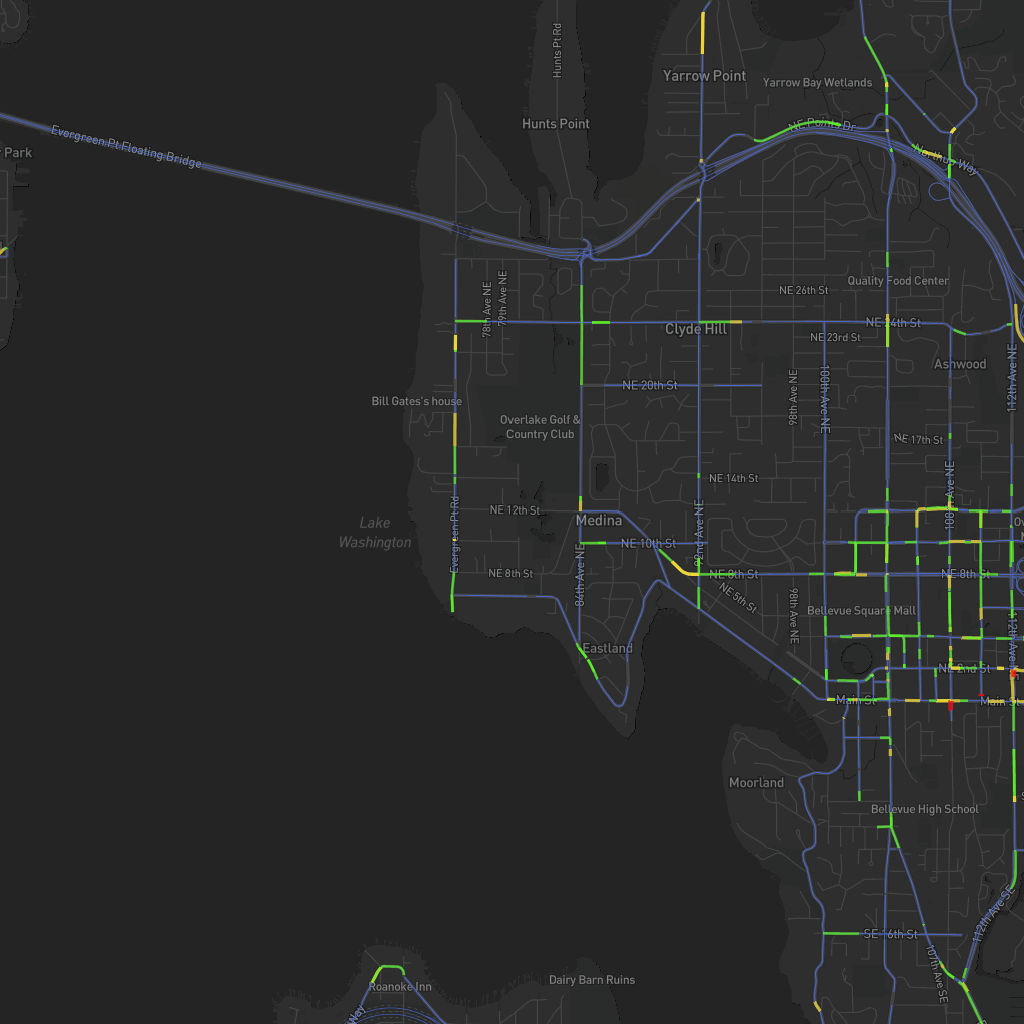 Hunts Pt Rd
Yarrow Point
Yarrow Bay Wetlands
Hunts Point
NE Points Dr
Evergreen Pt Floating Bridge
Park
Northup Way
Quality Food Center
NE 26th St
78th Ave NE
79th Ave NE
NE 24th St
Clyde Hill
NE 23rd St
Ashwood
112th Ave NE
NE 20th St
98th Ave NE
100th Ave NE
Bill Gates's house
Overlake Golf &
Country Club
NE 17th St
NE 14th St
108th Ave NE
NE 12th St
Medina
Lake
Washington
Evergreen Pt Rd
92nd Ave NE
NE 10th St
84th Ave NE
NE 8th St
NE 8th St
NE 8th St
NE 5th St
98th Ave NE
Bellevue Square Mall
112th Ave N
Eastland
NE 2nd St
Main St
Main St
Moorland
Bellevue High School
SE 16th St
112th Ave SE
107th Ave SE
Roanoke Inn
Dairy Barn Ruins
Way